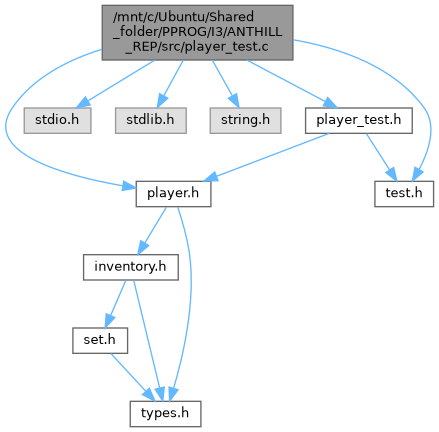 /mnt/c/Ubuntu/Shared
_folder/PPROG/I3/ANTHILL
_REP/src/player_test.c
stdio.h
stdlib.h
string.h
player_test.h
player.h
test.h
inventory.h
set.h
types.h